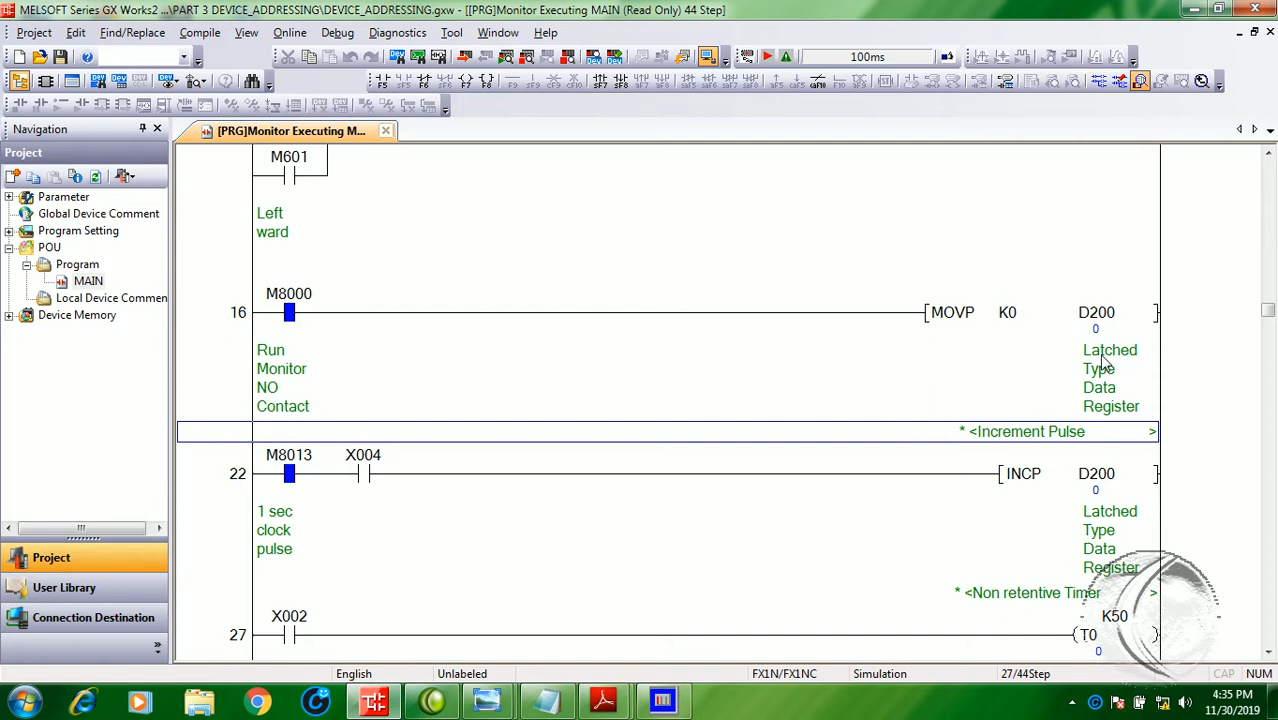 MELSOFT Series GX Works2 ...\PART 3 DEVICE_ADDRESSING\DEVICE_ADDRESSING.gxw - [[PRG]Monitor Executing MAIN (Read Only) 44 Step]
Project Edit Find/Replace Compile View Online Debug Diagnostics Tool Window Help
100ms
Navigation
[PRG]Monitor Executing M...
Project
Parameter
Global Device Comment
Program Setting
POU
Program
MAIN
Local Device Commen
Device Memory
Project
User Library
Connection Destination
M601
Left
ward
M8000
16 MOVP K0 D200
0
Run
Monitor
NO
Contact
Latched
Type
Data
Register
* <Increment Pulse >
M8013 X004
22 INCP D200
0
1 sec
clock
pulse
Latched
Type
Data
Register
* <Non retentive Timer >
X002 K50
27 T0
0
English Unlabeled FX1N/FX1NC Simulation 27/44Step CAP NUM
4:35 PM
11/30/2019